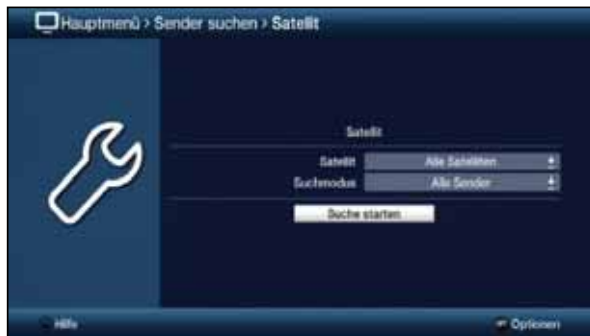 Hauptmenü > Sender suchen > Satellit
Satellit
Satellit Alle Satelliten
Suchmodus Alle Sender
Suche starten
Hilfe Optionen